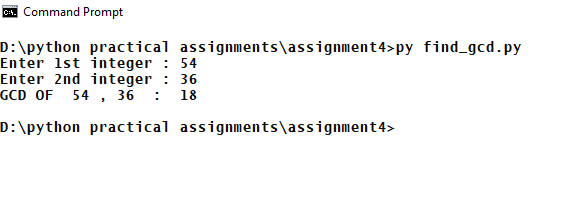 Command Prompt
D:\python practical assignments\assignment4>py find_gcd.py
Enter 1st integer : 54
Enter 2nd integer : 36
GCD OF  54 , 36  :  18
D:\python practical assignments\assignment4>